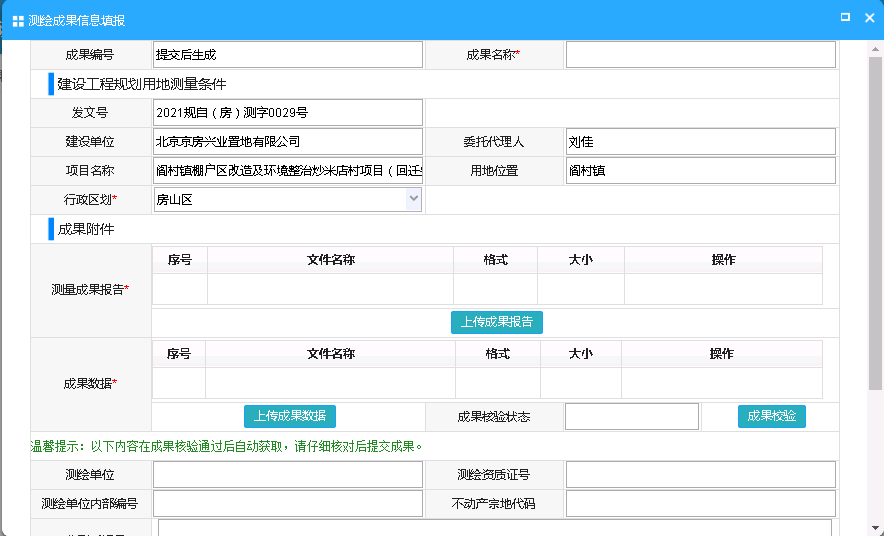 测绘成果信息填报
成果编号 提交后生成 成果名称*
建设工程规划用地测量条件
发文号 2021规自（房）测字0029号
建设单位 北京京房兴业置地有限公司 委托代理人 刘佳
项目名称 阎村镇棚户区改造及环境整治炒米店村项目（回迁 用地位置 阎村镇
行政区划* 房山区
成果附件
序号 文件名称 格式 大小 操作
测量成果报告*
上传成果报告
序号 文件名称 格式 大小 操作
成果数据*
上传成果数据 成果核验状态 成果核验
温馨提示：以下内容在成果核验通过后自动获取，请仔细核对后提交成果。
测绘单位 测绘资质证号
测绘单位内部编号 不动产宗地代码